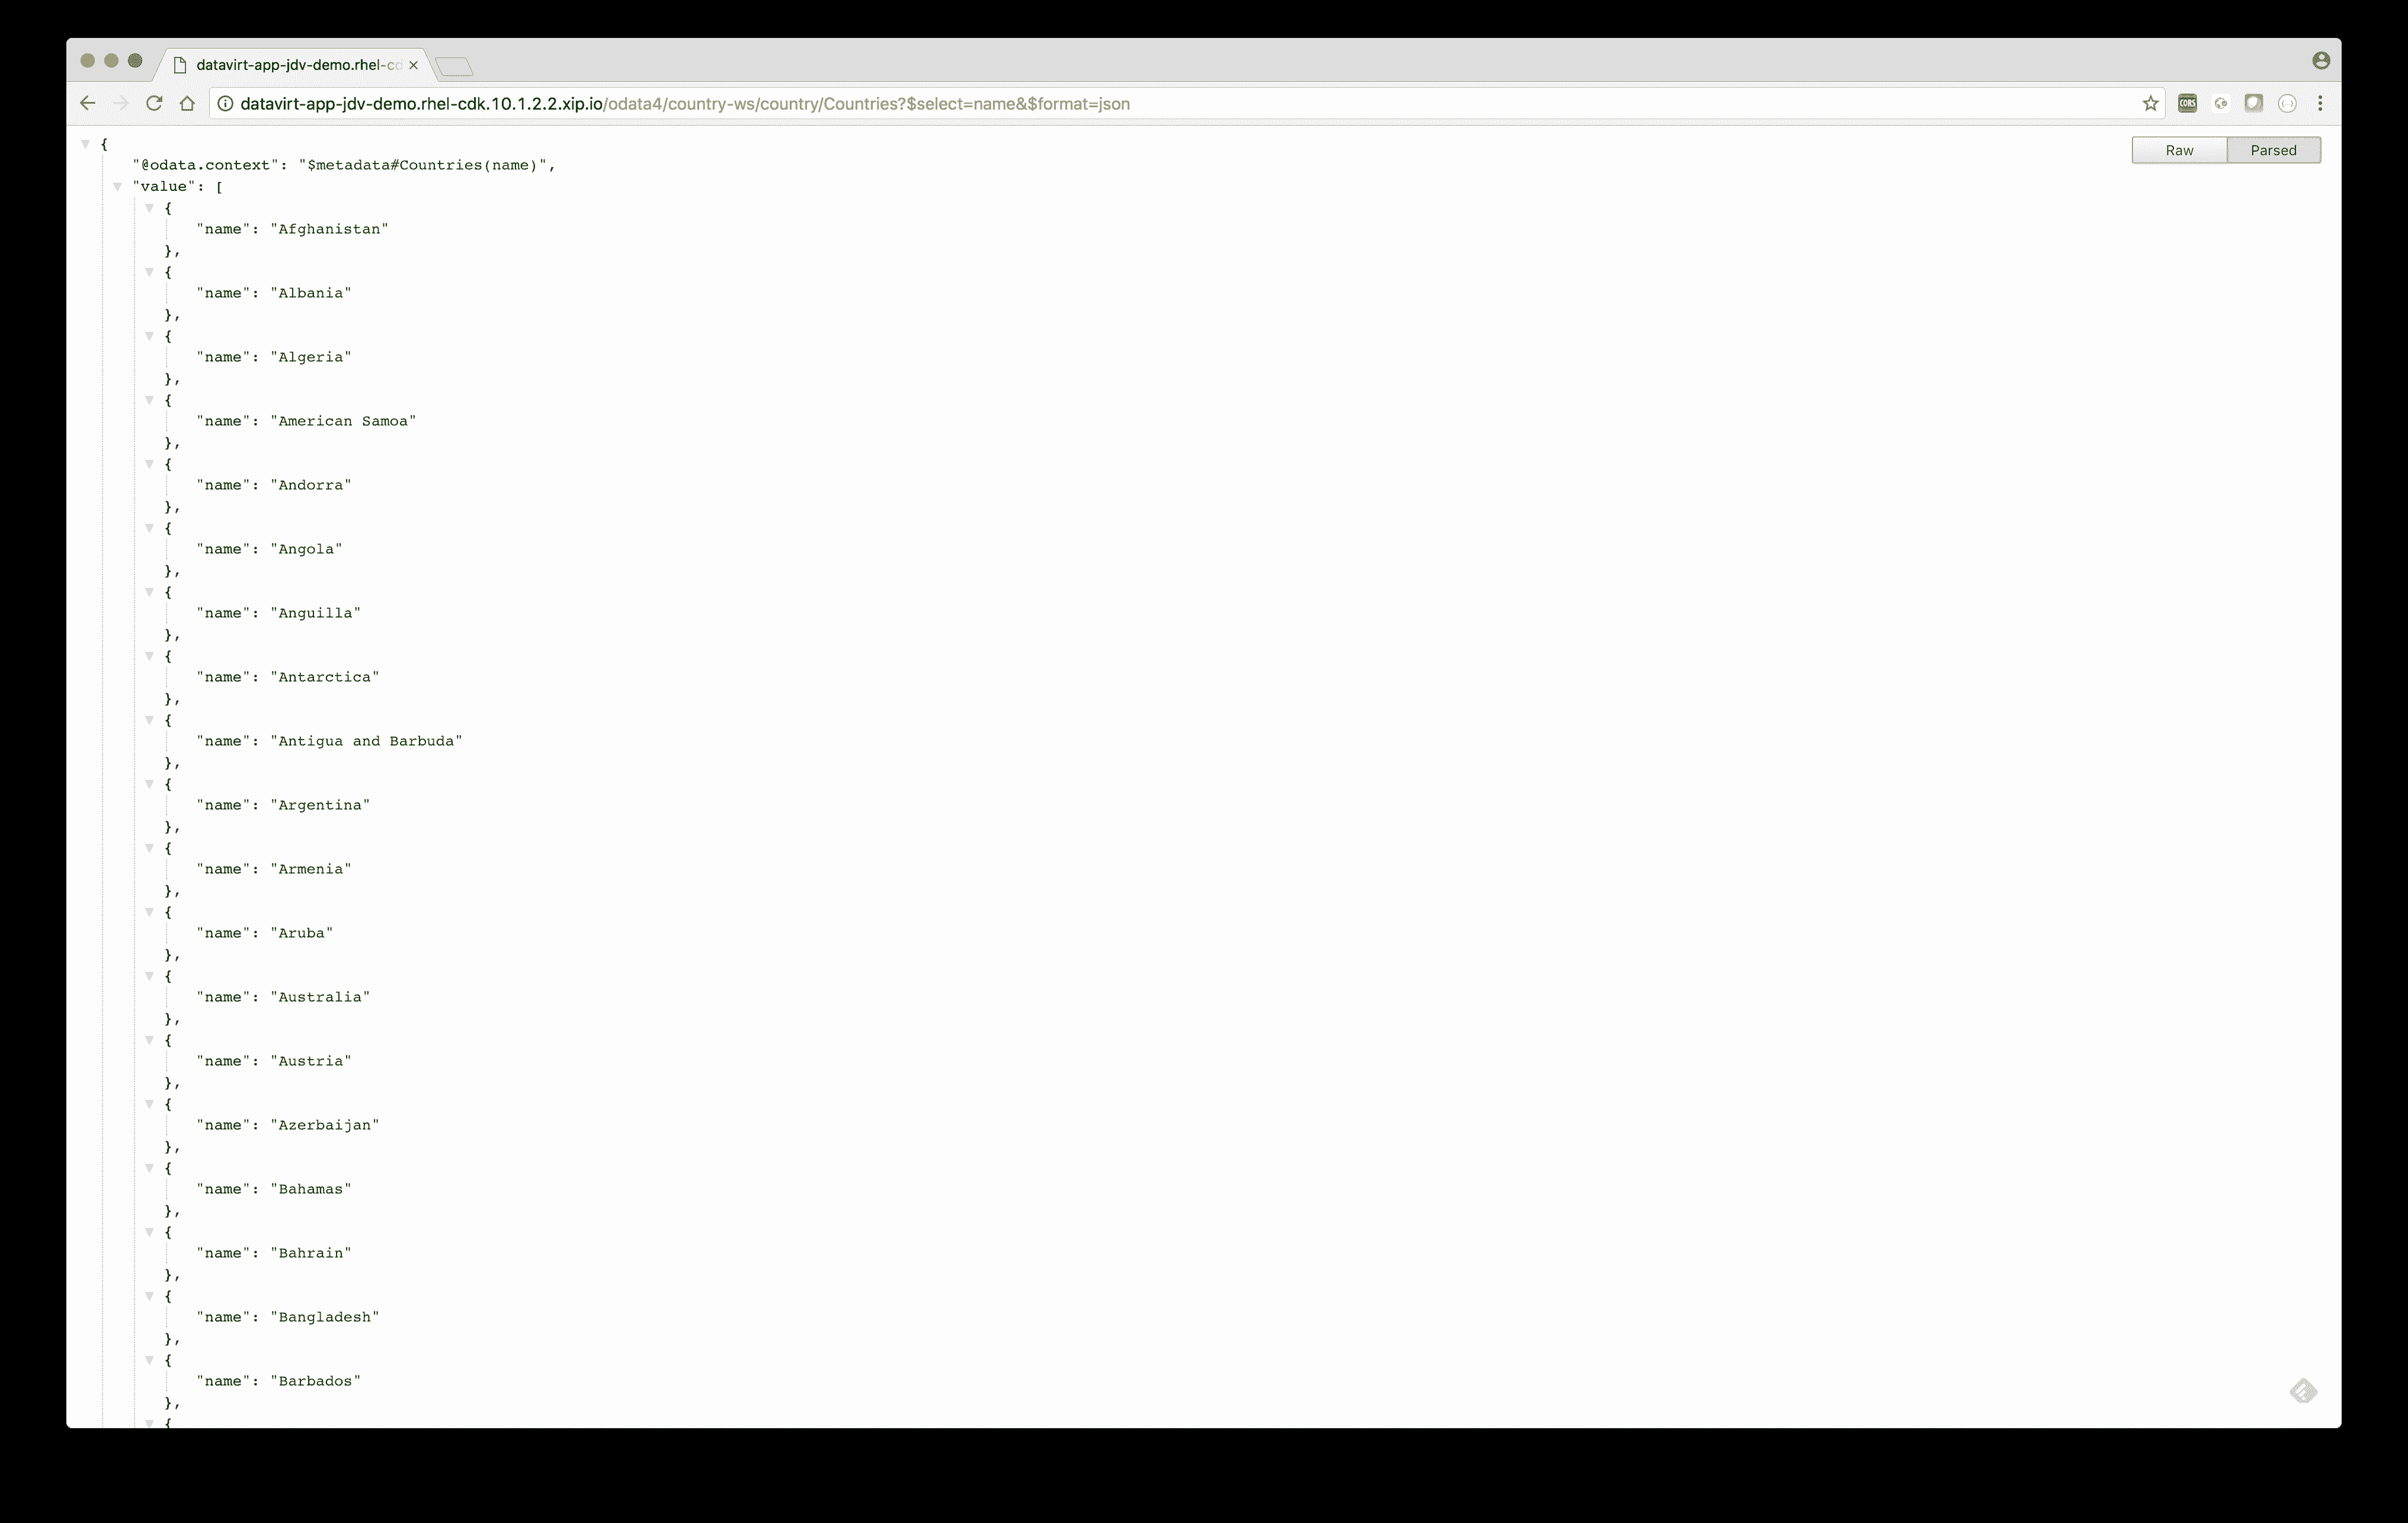 datavirt-app-jdv-demo.rhel-cd
datavirt-app-jdv-demo.rhel-cdk.10.1.2.2.xip.io/odata4/country-ws/country/Countries?$select=name&$format=json
CORS
Raw Parsed
{
"@odata.context": "$metadata#Countries(name)",
"value": [
{
"name": "Afghanistan"
},
{
"name": "Albania"
},
{
"name": "Algeria"
},
{
"name": "American Samoa"
},
{
"name": "Andorra"
},
{
"name": "Angola"
},
{
"name": "Anguilla"
},
{
"name": "Antarctica"
},
{
"name": "Antigua and Barbuda"
},
{
"name": "Argentina"
},
{
"name": "Armenia"
},
{
"name": "Aruba"
},
{
"name": "Australia"
},
{
"name": "Austria"
},
{
"name": "Azerbaijan"
},
{
"name": "Bahamas"
},
{
"name": "Bahrain"
},
{
"name": "Bangladesh"
},
{
"name": "Barbados"
},
{